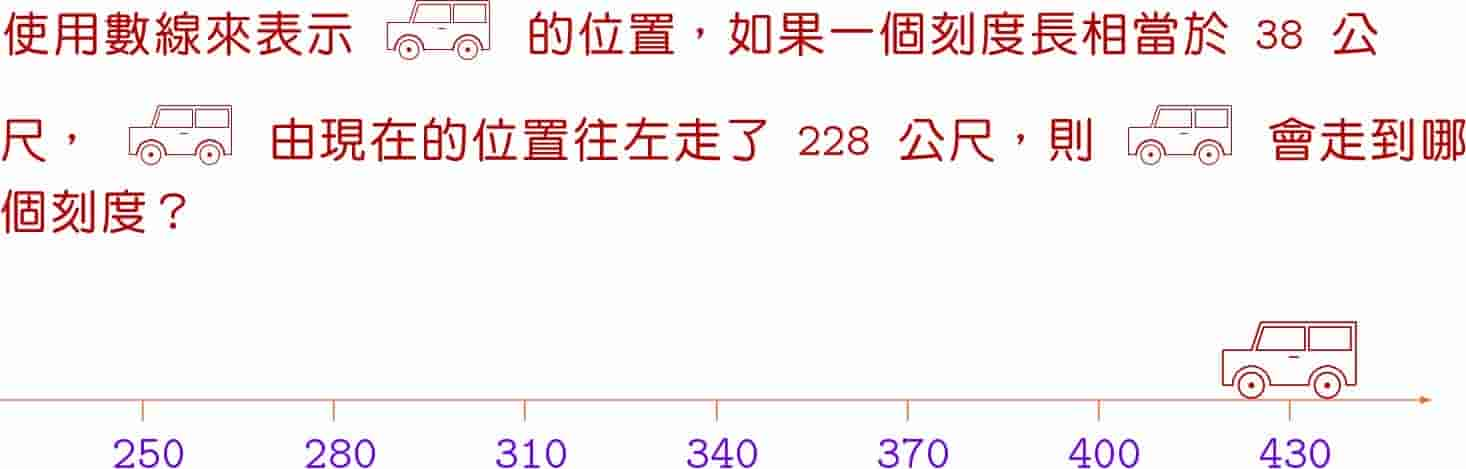 使用數線來表示 的位置，如果一個刻度長相當於 38 公
尺， 由現在的位置往左走了 228 公尺，則 會走到哪
個刻度？
250 280 310 340 370 400 430